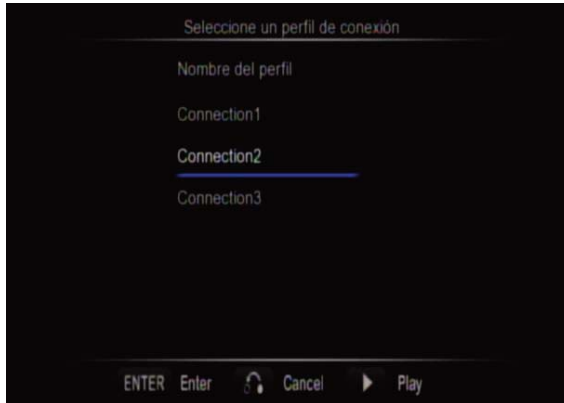 Seleccione un perfil de conexión
Nombre del perfil
Connection1
Connection2
Connection3
ENTER Enter Cancel Play